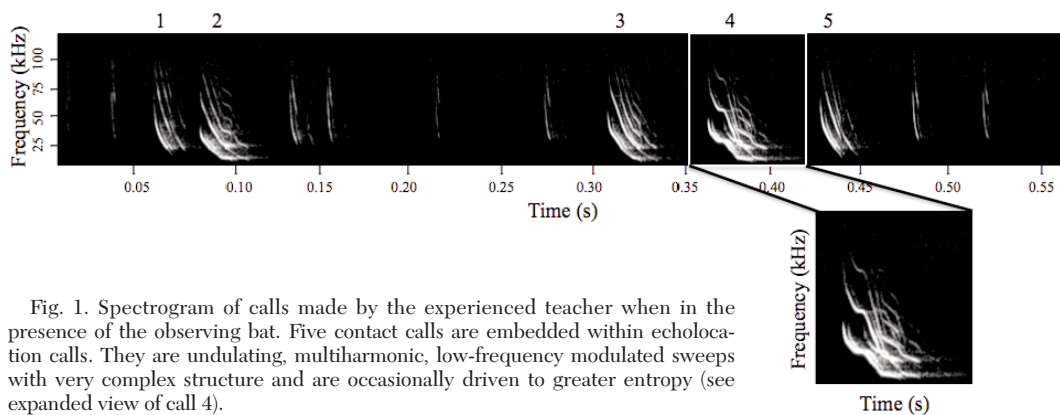 1 2 3 4 5
Frequency (kHz)
100
75
50
25
0.05 0.10 0.15 0.20 0.25 0.30 0.35 0.40 0.45 0.50 0.55
Time (s)
Frequency (kHz)
Time (s)
Fig. 1. Spectrogram of calls made by the experienced teacher when in the
presence of the observing bat. Five contact calls are embedded within echoloca-
tion calls. They are undulating, multiharmonic, low-frequency modulated sweeps
with very complex structure and are occasionally driven to greater entropy (see
expanded view of call 4).